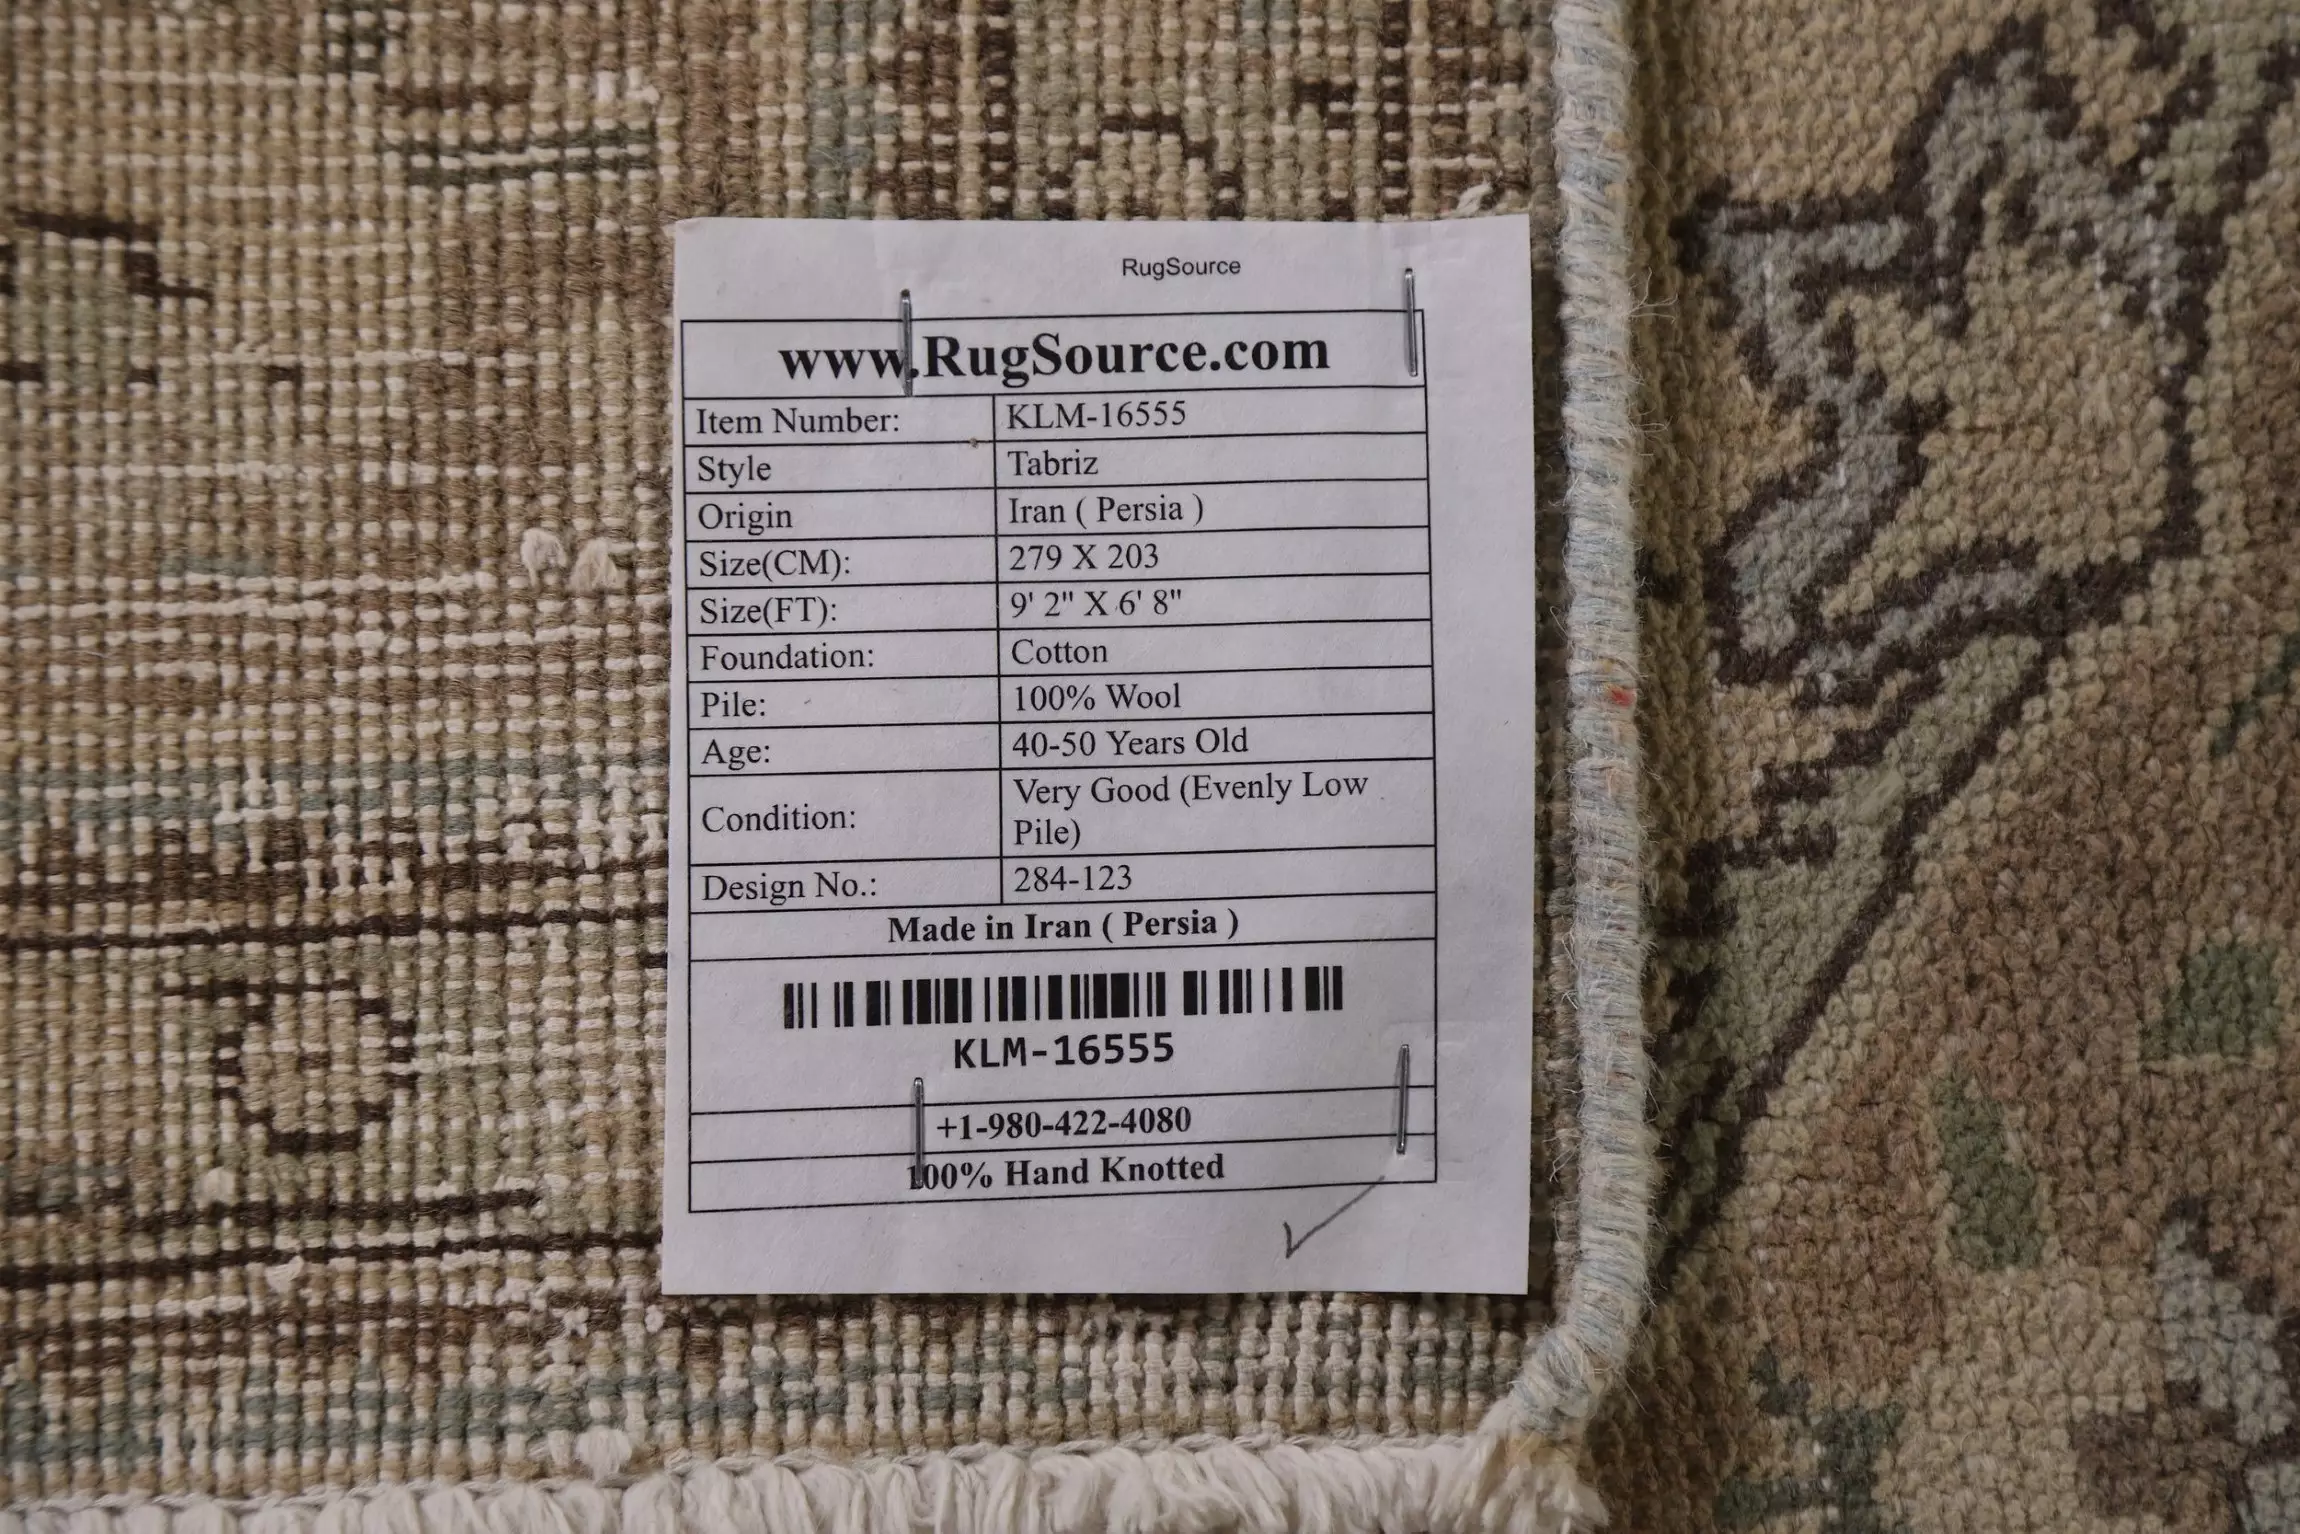 RugSource
www.RugSource.com
Item Number: KLM-16555
Style Tabriz
Origin Iran ( Persia )
Size(CM): 279 X 203
Size(FT): 9' 2" X 6' 8"
Foundation: Cotton
Pile: 100% Wool
Age: 40-50 Years Old
Condition: Very Good (Evenly Low
Pile)
Design No.: 284-123
Made in Iran ( Persia )
KLM-16555
+1-980-422-4080
100% Hand Knotted